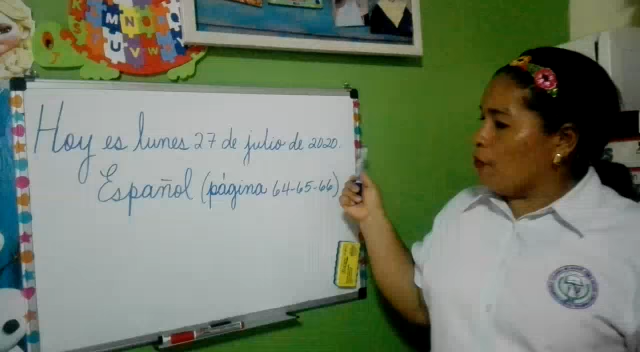 Hoy es lunes 27 de julio de 2020.
Español (página 64-65-66)